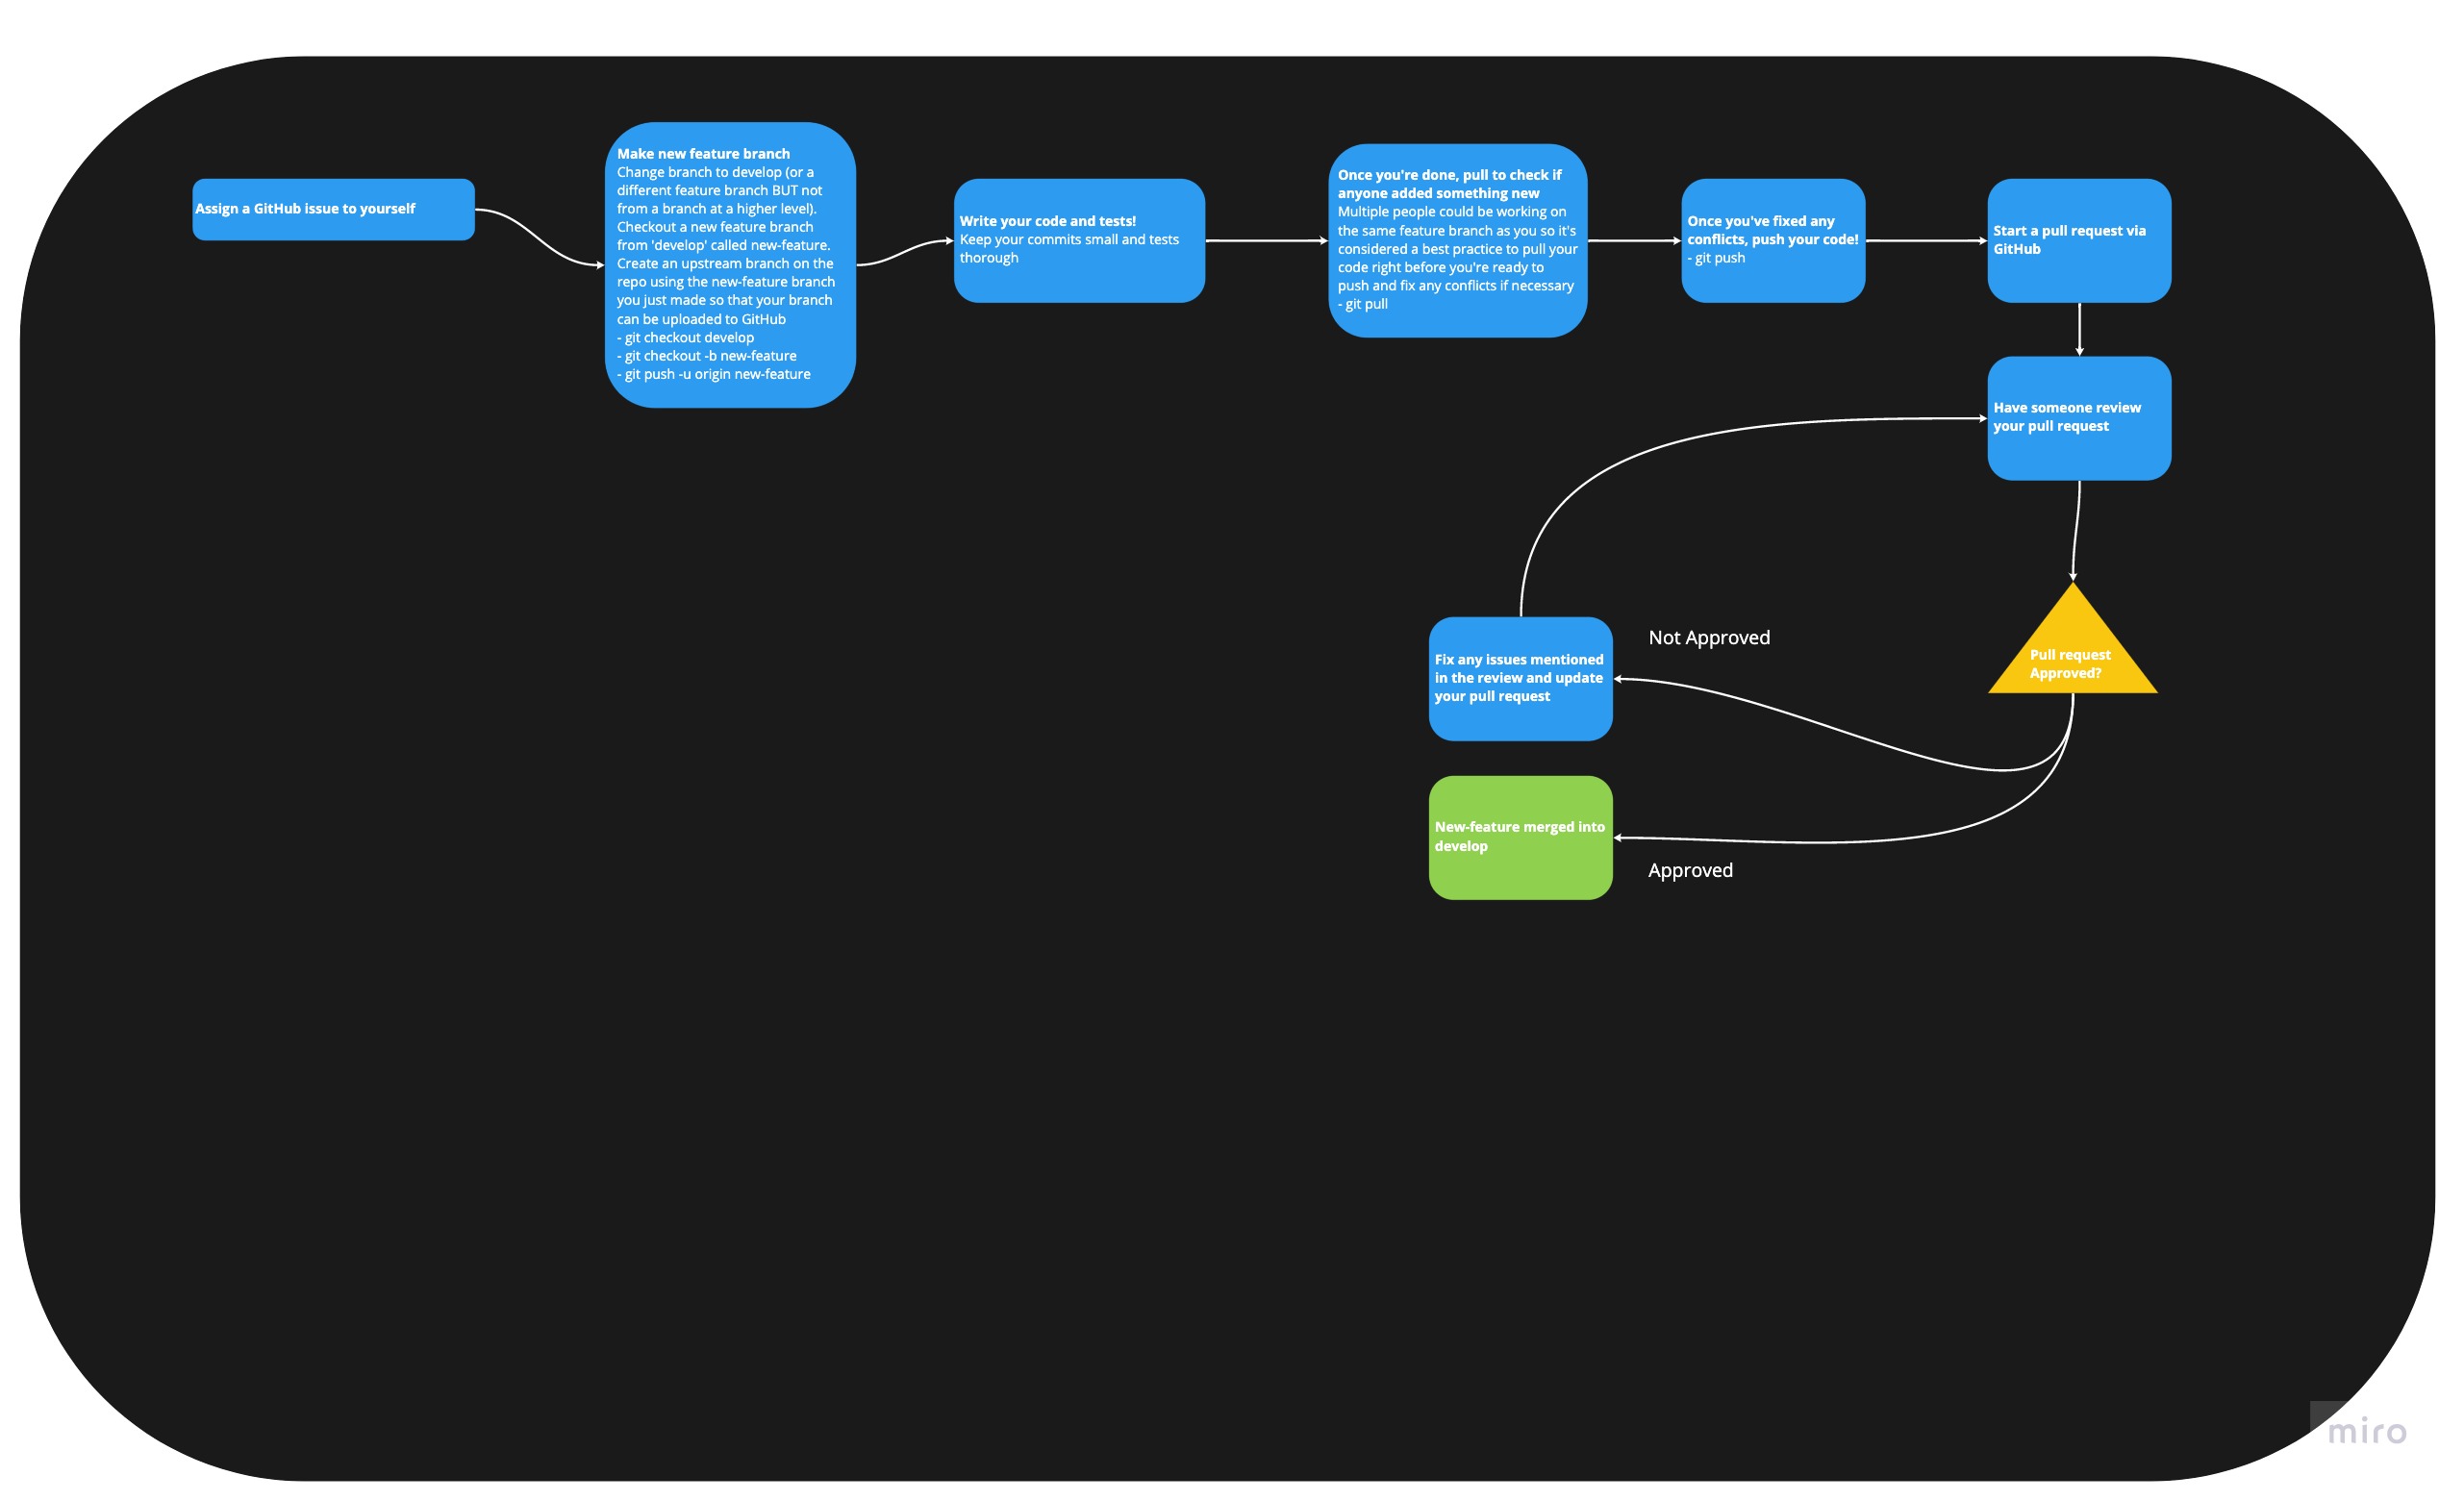 Assign a GitHub issue to yourself
Make new feature branch
Change branch to develop (or a
different feature branch BUT not
from a branch at a higher level).
Checkout a new feature branch
from 'develop' called new-feature.
Create an upstream branch on the
repo using the new-feature branch
you just made so that your branch
can be uploaded to GitHub
- git checkout develop
- git checkout -b new-feature
- git push -u origin new-feature
Write your code and tests!
Keep your commits small and tests
thorough
Once you're done, pull to check if
anyone added something new
Multiple people could be working on
the same feature branch as you so it's
considered a best practice to pull your
code right before you're ready to
push and fix any conflicts if necessary
- git pull
Once you've fixed any
conflicts, push your code!
- git push
Start a pull request via
GitHub
Have someone review
your pull request
Pull request
Approved?
Not Approved
Fix any issues mentioned
in the review and update
your pull request
New-feature merged into
develop
Approved
miro